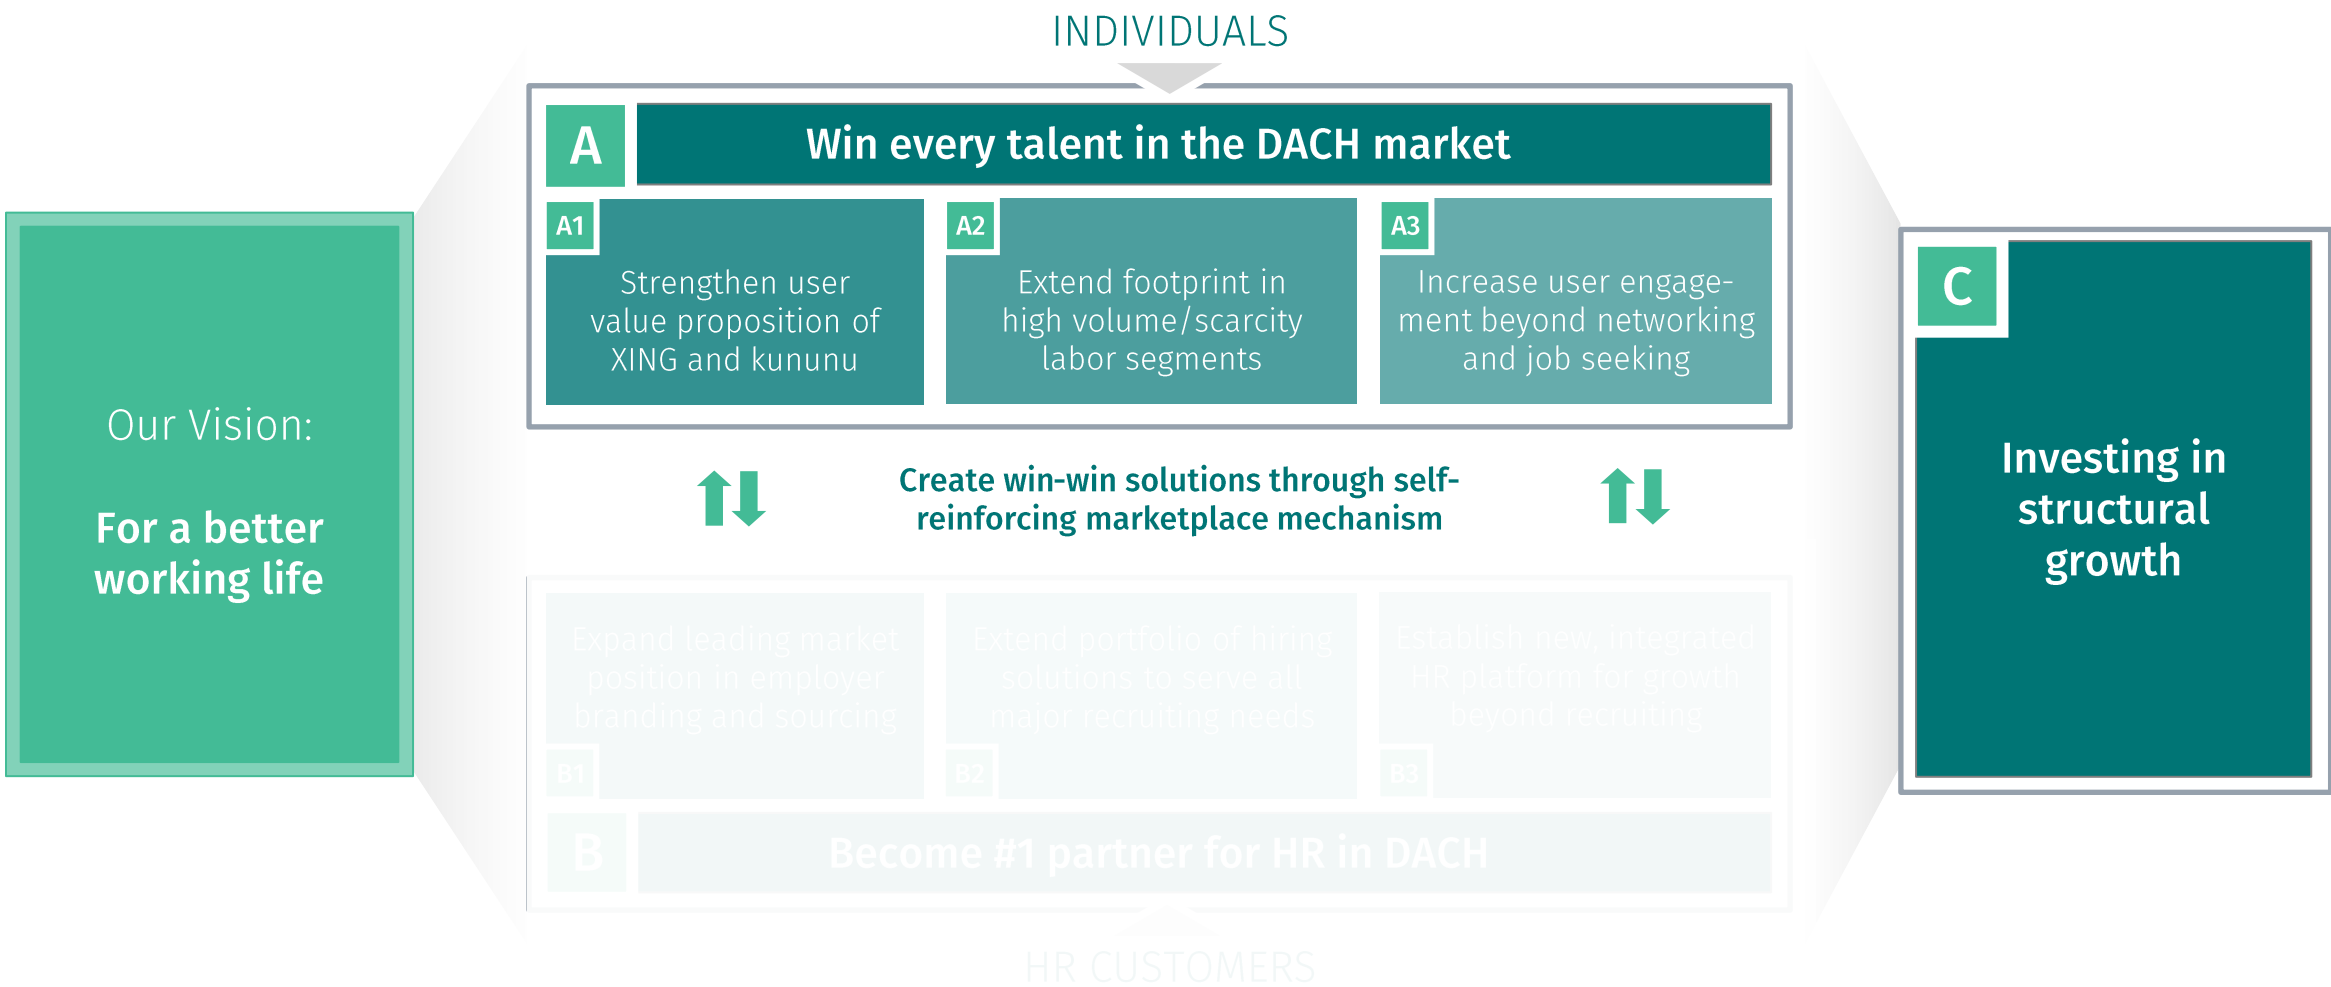 INDIVIDUALS
A
Win every talent in the DACH market
A1
Strengthen user
value proposition of
XING and kununu
A2
Extend footprint in
high volume/scarcity
labor segments
A3
Increase user engage-
ment beyond networking
and job seeking
Our Vision:
For a better
working life
Create win-win solutions through self-
reinforcing marketplace mechanism
C
Investing in
structural
growth
Expand leading market
position in employer
branding and sourcing
B1
Extend portfolio of hiring
solutions to serve all
major recruiting needs
B2
Establish new, integrated
HR platform for growth
beyond recruiting
B3
B
Become #1 partner for HR in DACH
HR CUSTOMERS